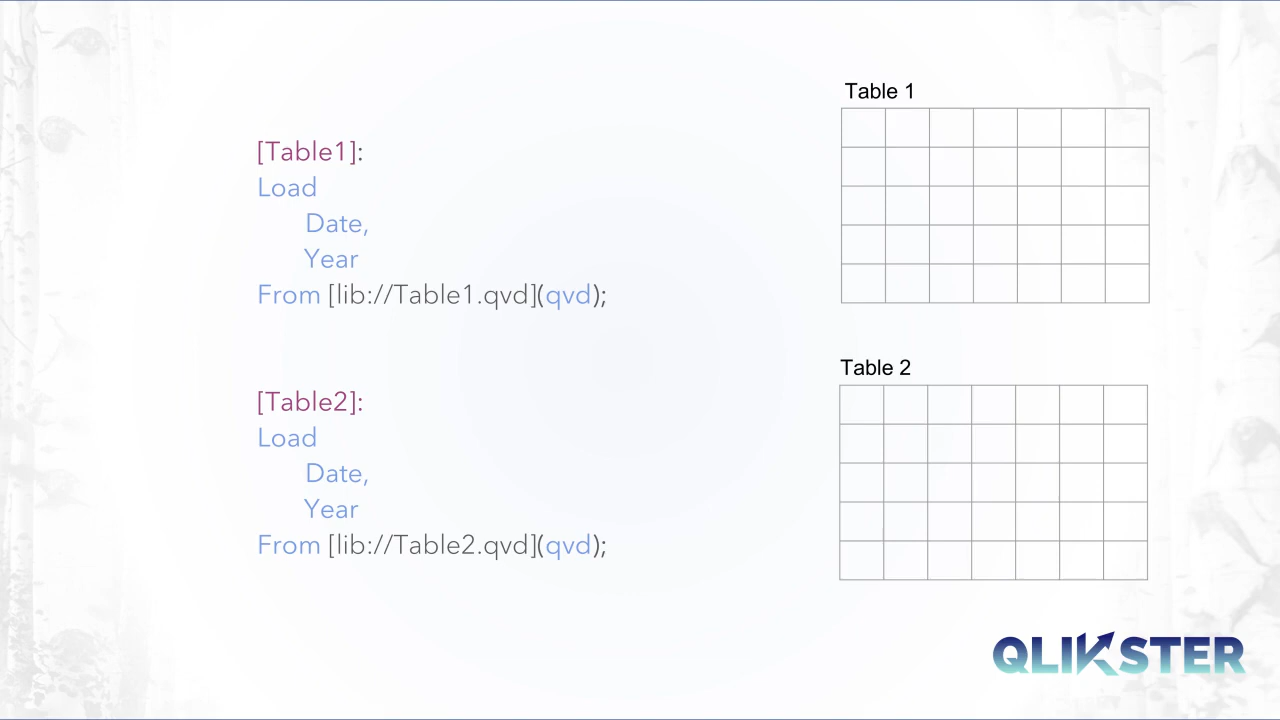 [Table1]:
Load
Date,
Year
From [lib://Table1.qvd](qvd);
[Table2]:
Load
Date,
Year
From [lib://Table2.qvd](qvd);
Table 1
Table 2
QLIKSTER